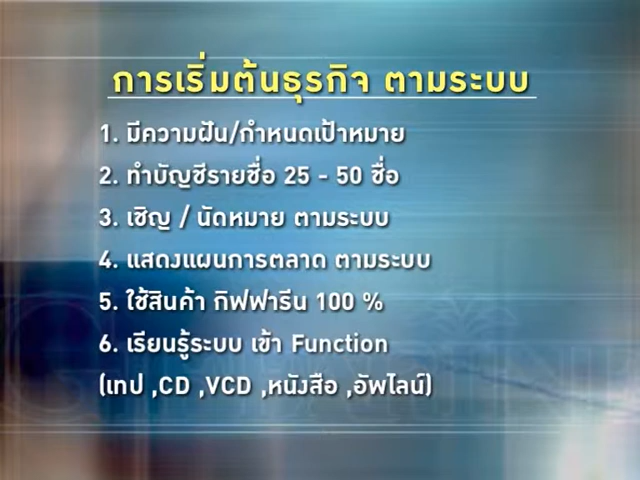 การเริ่มต้นธุรกิจ ตามระบบ
1. มีความฝัน/กำหนดเป้าหมาย
2. ทำบัญชีรายชื่อ 25 - 50 ชื่อ
3. เชิญ / นัดหมาย ตามระบบ
4. แสดงแผนการตลาด ตามระบบ
5. ใช้สินค้า กิฟฟารีน 100 %
6. เรียนรู้ระบบ เข้า Function
(เทป ,CD ,VCD ,หนังสือ ,อัพไลน์)